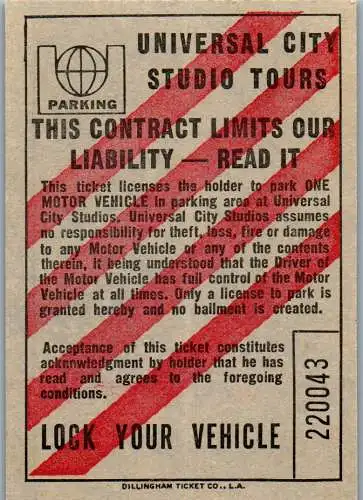 UNIVERSAL CITY
STUDIO TOURS
PARKING
THIS CONTRACT LIMITS OUR
LIABILITY — READ IT
This ticket licenses the holder to park ONE
MOTOR VEHICLE in parking area at Universal
City Studios. Universal City Studios assumes
no responsibility for theft, loss, fire or damage
to any Motor Vehicle or any of the contents
therein, it being understood that the Driver of
the Motor Vehicle has full control of the Motor
Vehicle at all times. Only a license to park is
granted hereby and no bailment is created.
Acceptance of this ticket constitutes
acknowledgment by holder that he has
read and agrees to the foregoing
conditions.
220043
LOCK YOUR VEHICLE
DILLINGHAM TICKET CO., L.A.